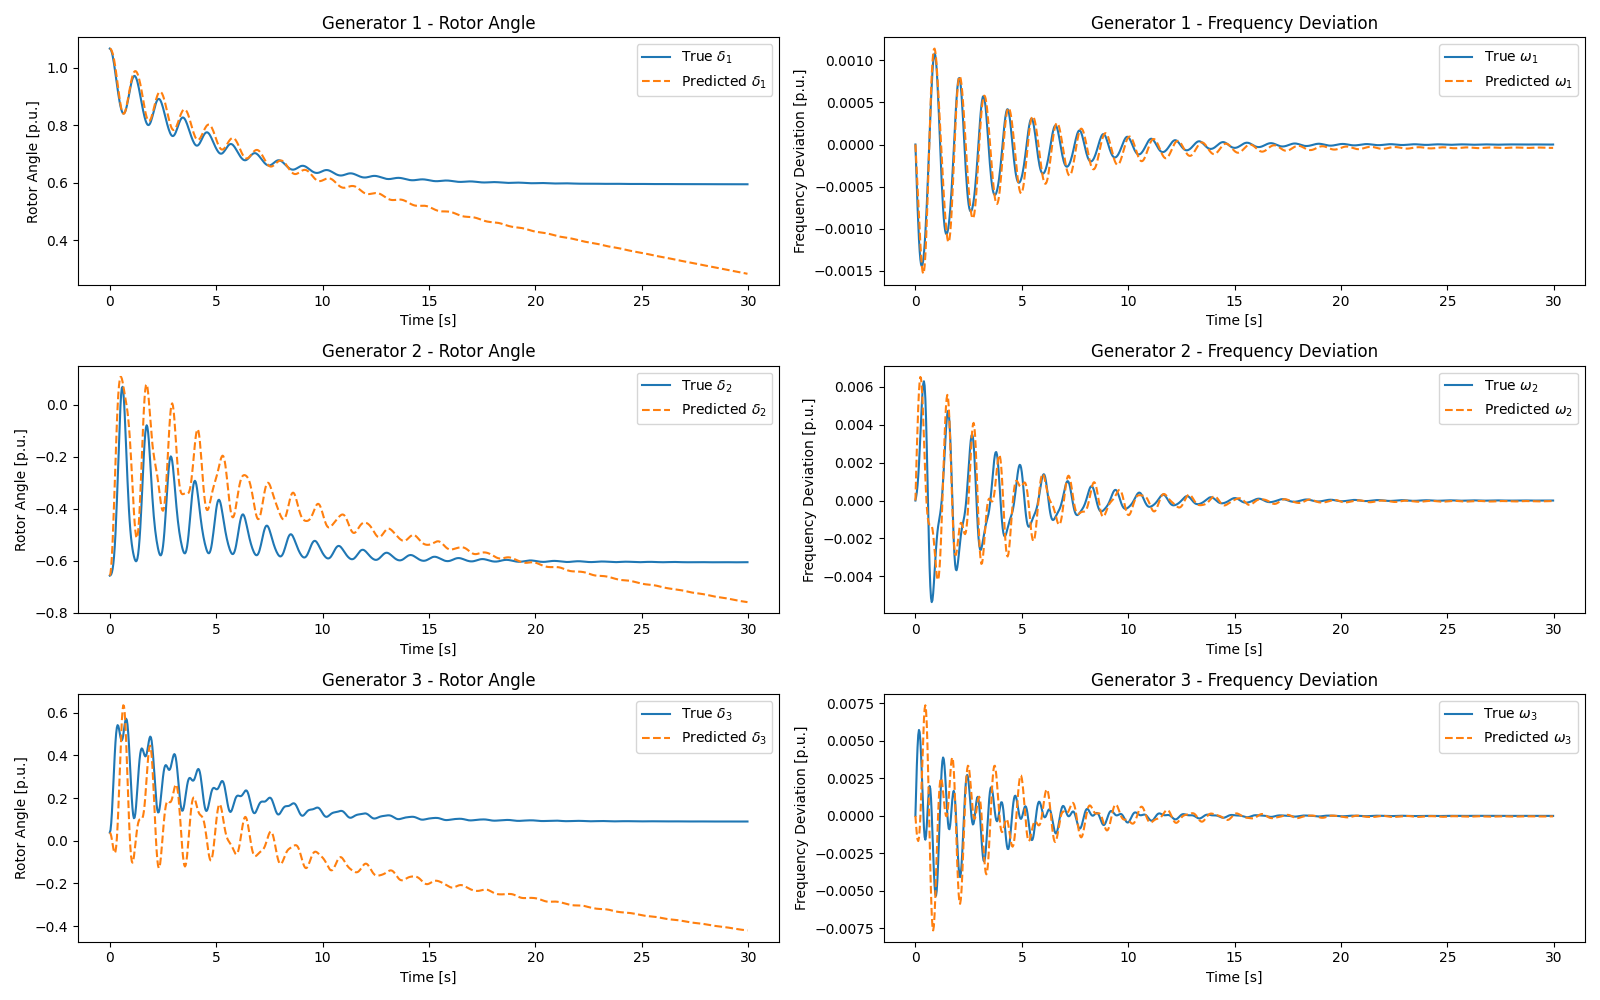 Generator 1 - Rotor Angle
Rotor Angle [p.u.]
1.0
0.8
0.6
0.4
True δ₁
Predicted δ₁
0 5 10 15 20 25 30
Time [s]
Generator 1 - Frequency Deviation
Frequency Deviation [p.u.]
0.0010
0.0005
0.0000
−0.0005
−0.0010
−0.0015
True ω₁
Predicted ω₁
0 5 10 15 20 25 30
Time [s]
Generator 2 - Rotor Angle
Rotor Angle [p.u.]
0.0
−0.2
−0.4
−0.6
−0.8
True δ₂
Predicted δ₂
0 5 10 15 20 25 30
Time [s]
Generator 2 - Frequency Deviation
Frequency Deviation [p.u.]
0.006
0.004
0.002
0.000
−0.002
−0.004
True ω₂
Predicted ω₂
0 5 10 15 20 25 30
Time [s]
Generator 3 - Rotor Angle
Rotor Angle [p.u.]
0.6
0.4
0.2
0.0
−0.2
−0.4
True δ₃
Predicted δ₃
0 5 10 15 20 25 30
Time [s]
Generator 3 - Frequency Deviation
Frequency Deviation [p.u.]
0.0075
0.0050
0.0025
0.0000
−0.0025
−0.0050
−0.0075
True ω₃
Predicted ω₃
0 5 10 15 20 25 30
Time [s]